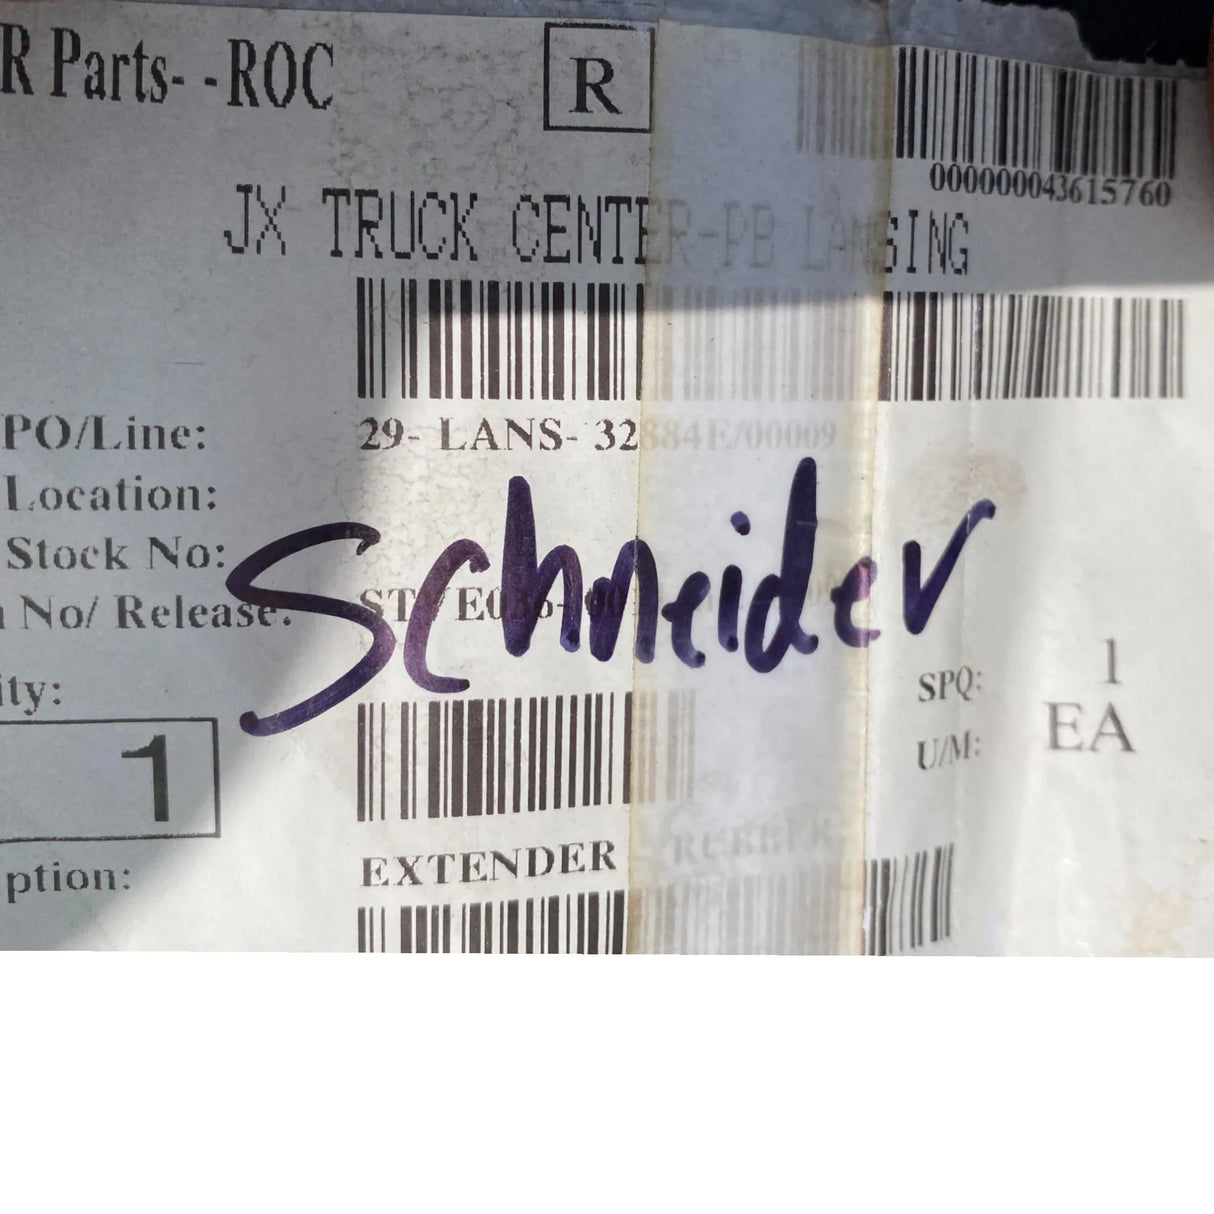 R Parts- -ROC
R
000000043615760
JX TRUCK CENTER-PB LANSING
PO/Line:
29- LANS- 32884E/00009
Location:
Schneider
Stock No:
No/ Release:
ity:
1
SPQ: 1
U/M: EA
ption:
EXTENDER - RUBBER